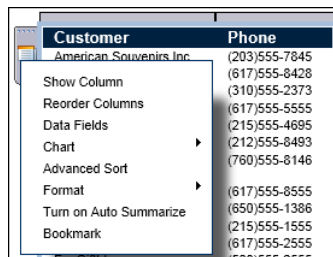 Customer Phone
American Souvenirs Inc (203)555-7845
(617)555-8428
Show Column
(310)555-2373
Reorder Columns
(617)555-5555
Data Fields
(215)555-4695
Chart
(212)555-8493
Advanced Sort
(760)555-8146
Format
(617)555-8555
Turn on Auto Summarize
(650)555-1386
Bookmark
(215)555-1555
(617)555-2555